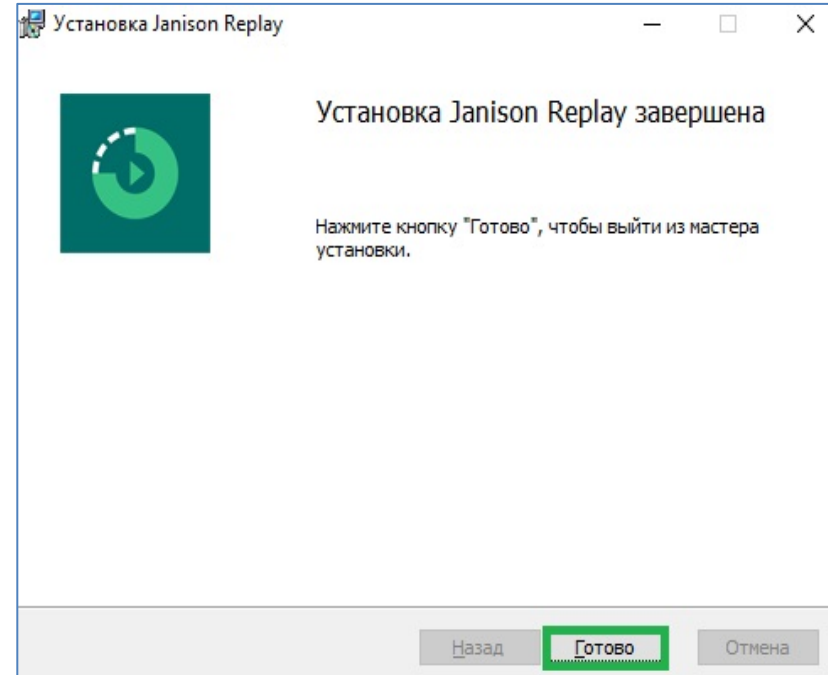 Установка Janison Replay
Установка Janison Replay завершена
Нажмите кнопку "Готово", чтобы выйти из мастера
установки.
Назад Готово Отмена